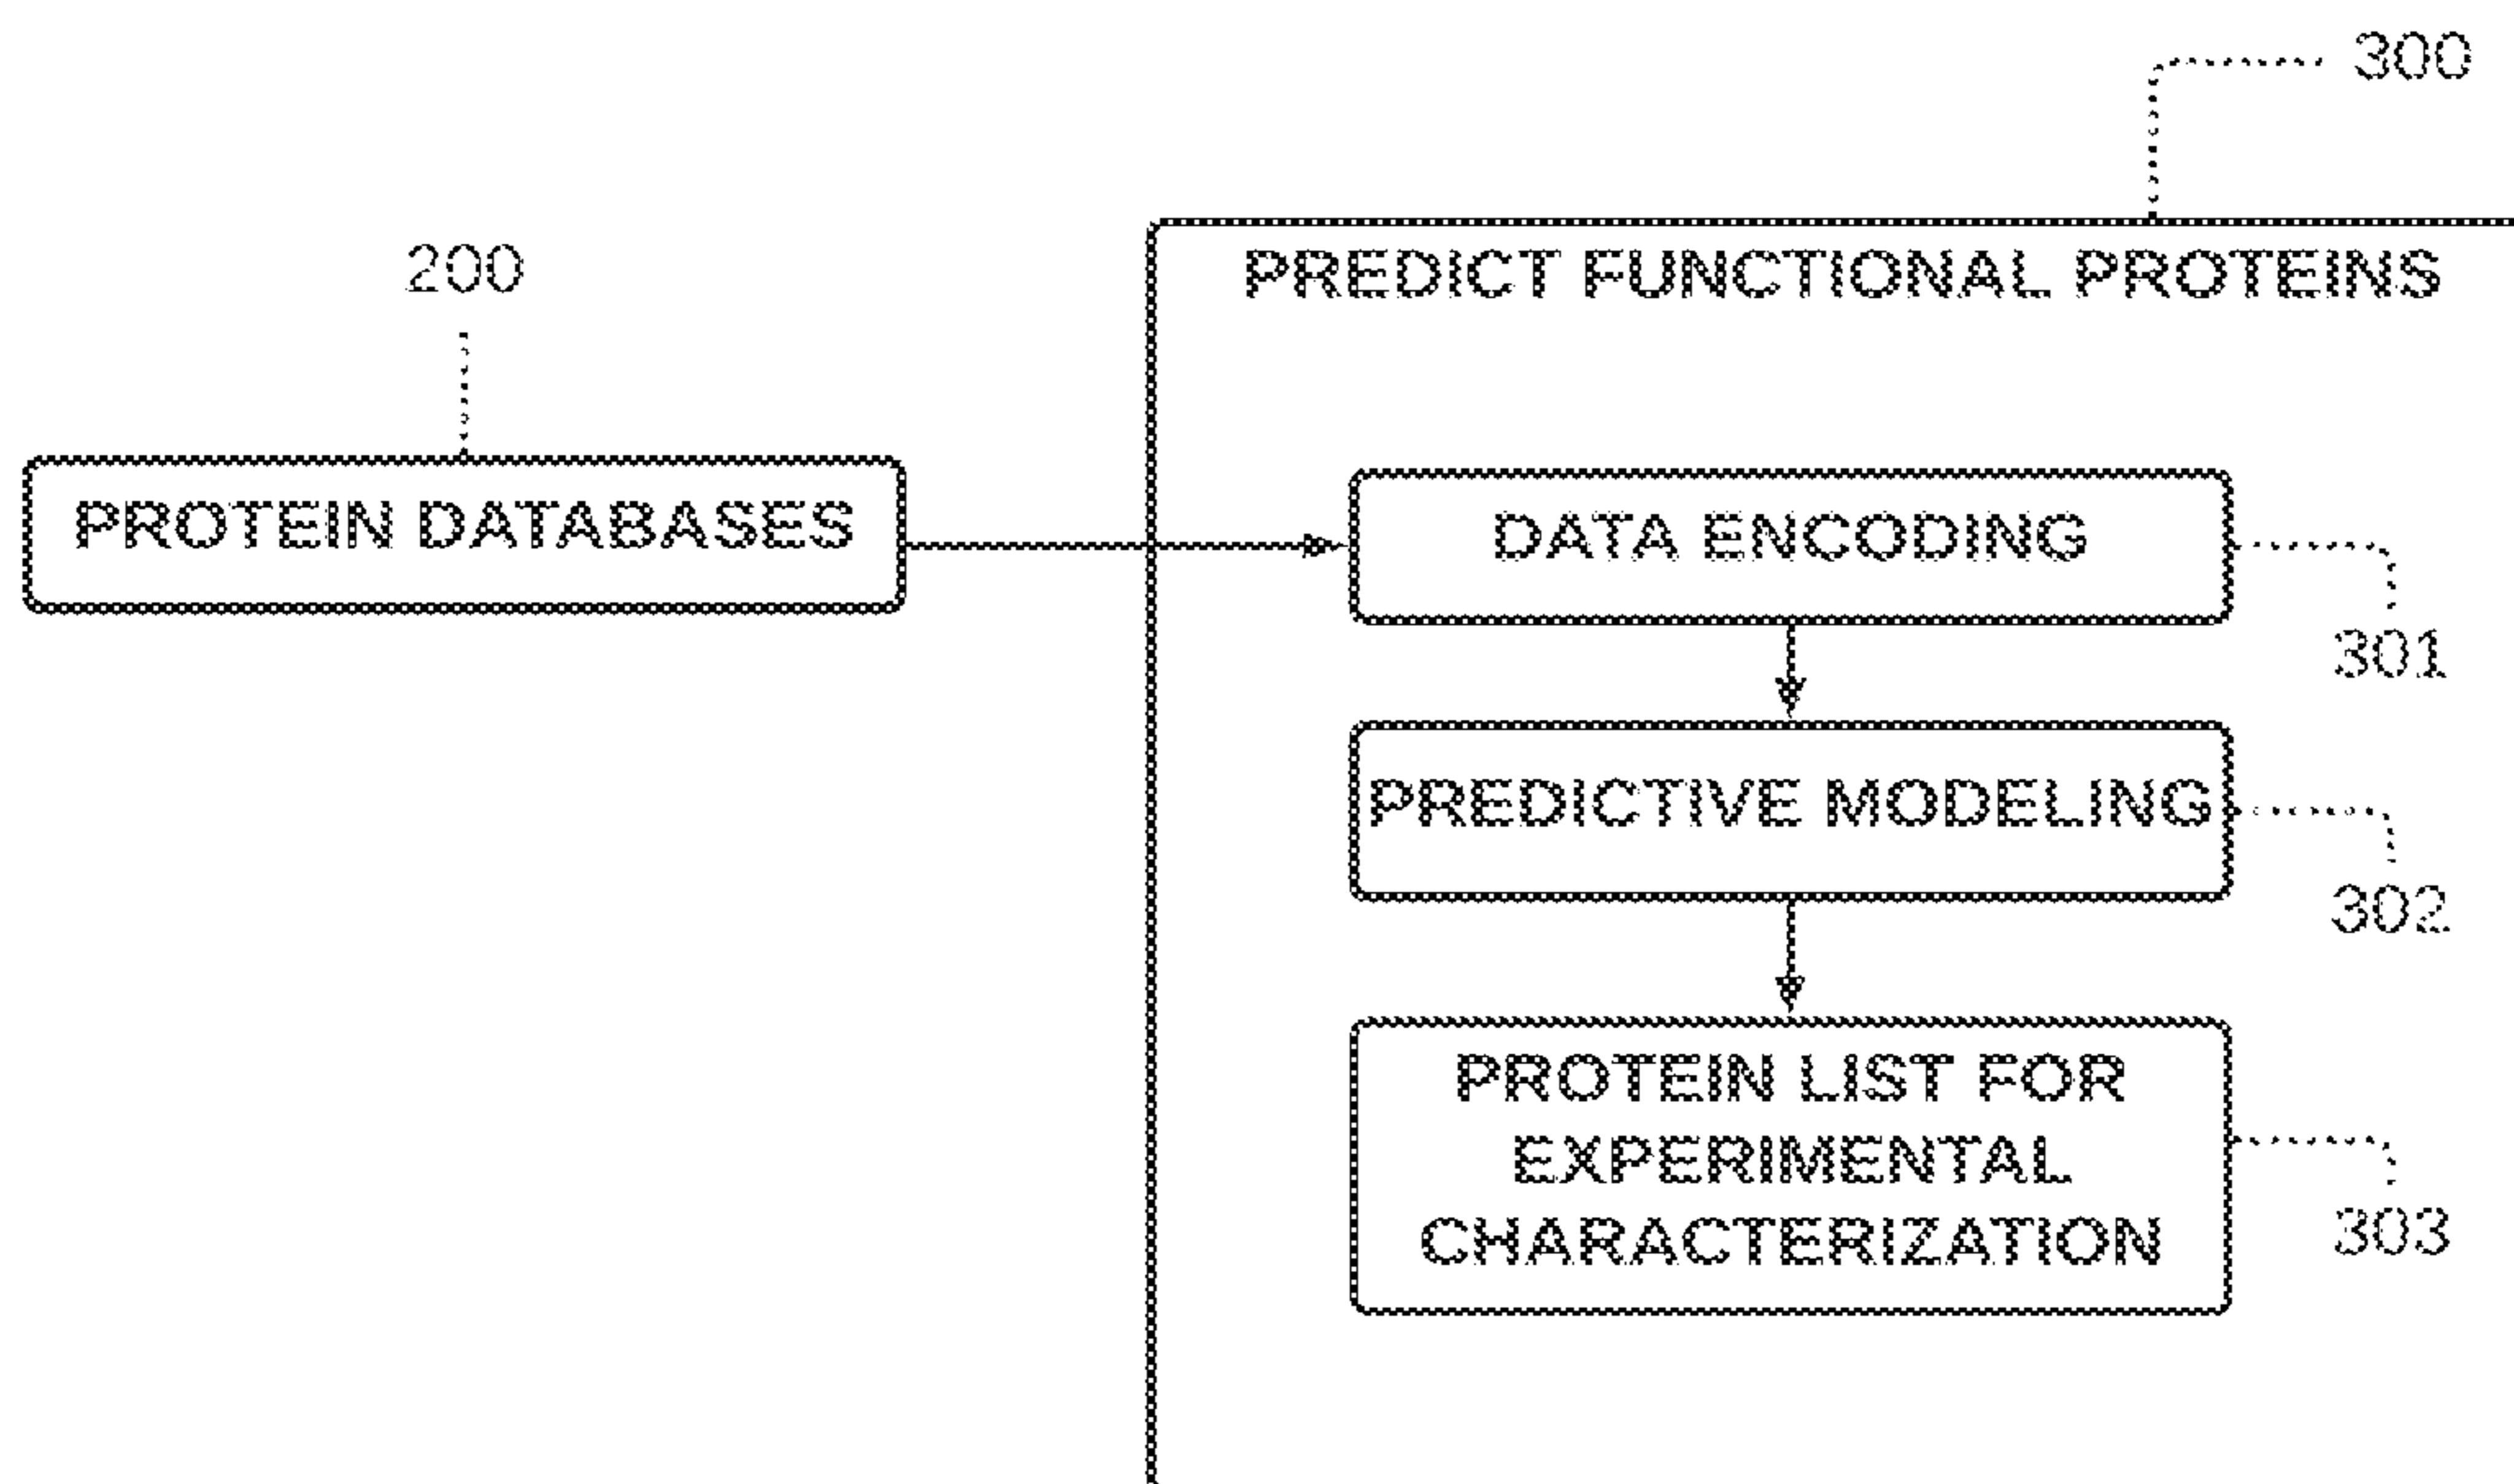 300
200
PREDICT FUNCTIONAL PROTEINS
PROTEIN DATABASES
DATA ENCODING
301
PREDICTIVE MODELING
302
PROTEIN LIST FOR
EXPERIMENTAL
CHARACTERIZATION
303